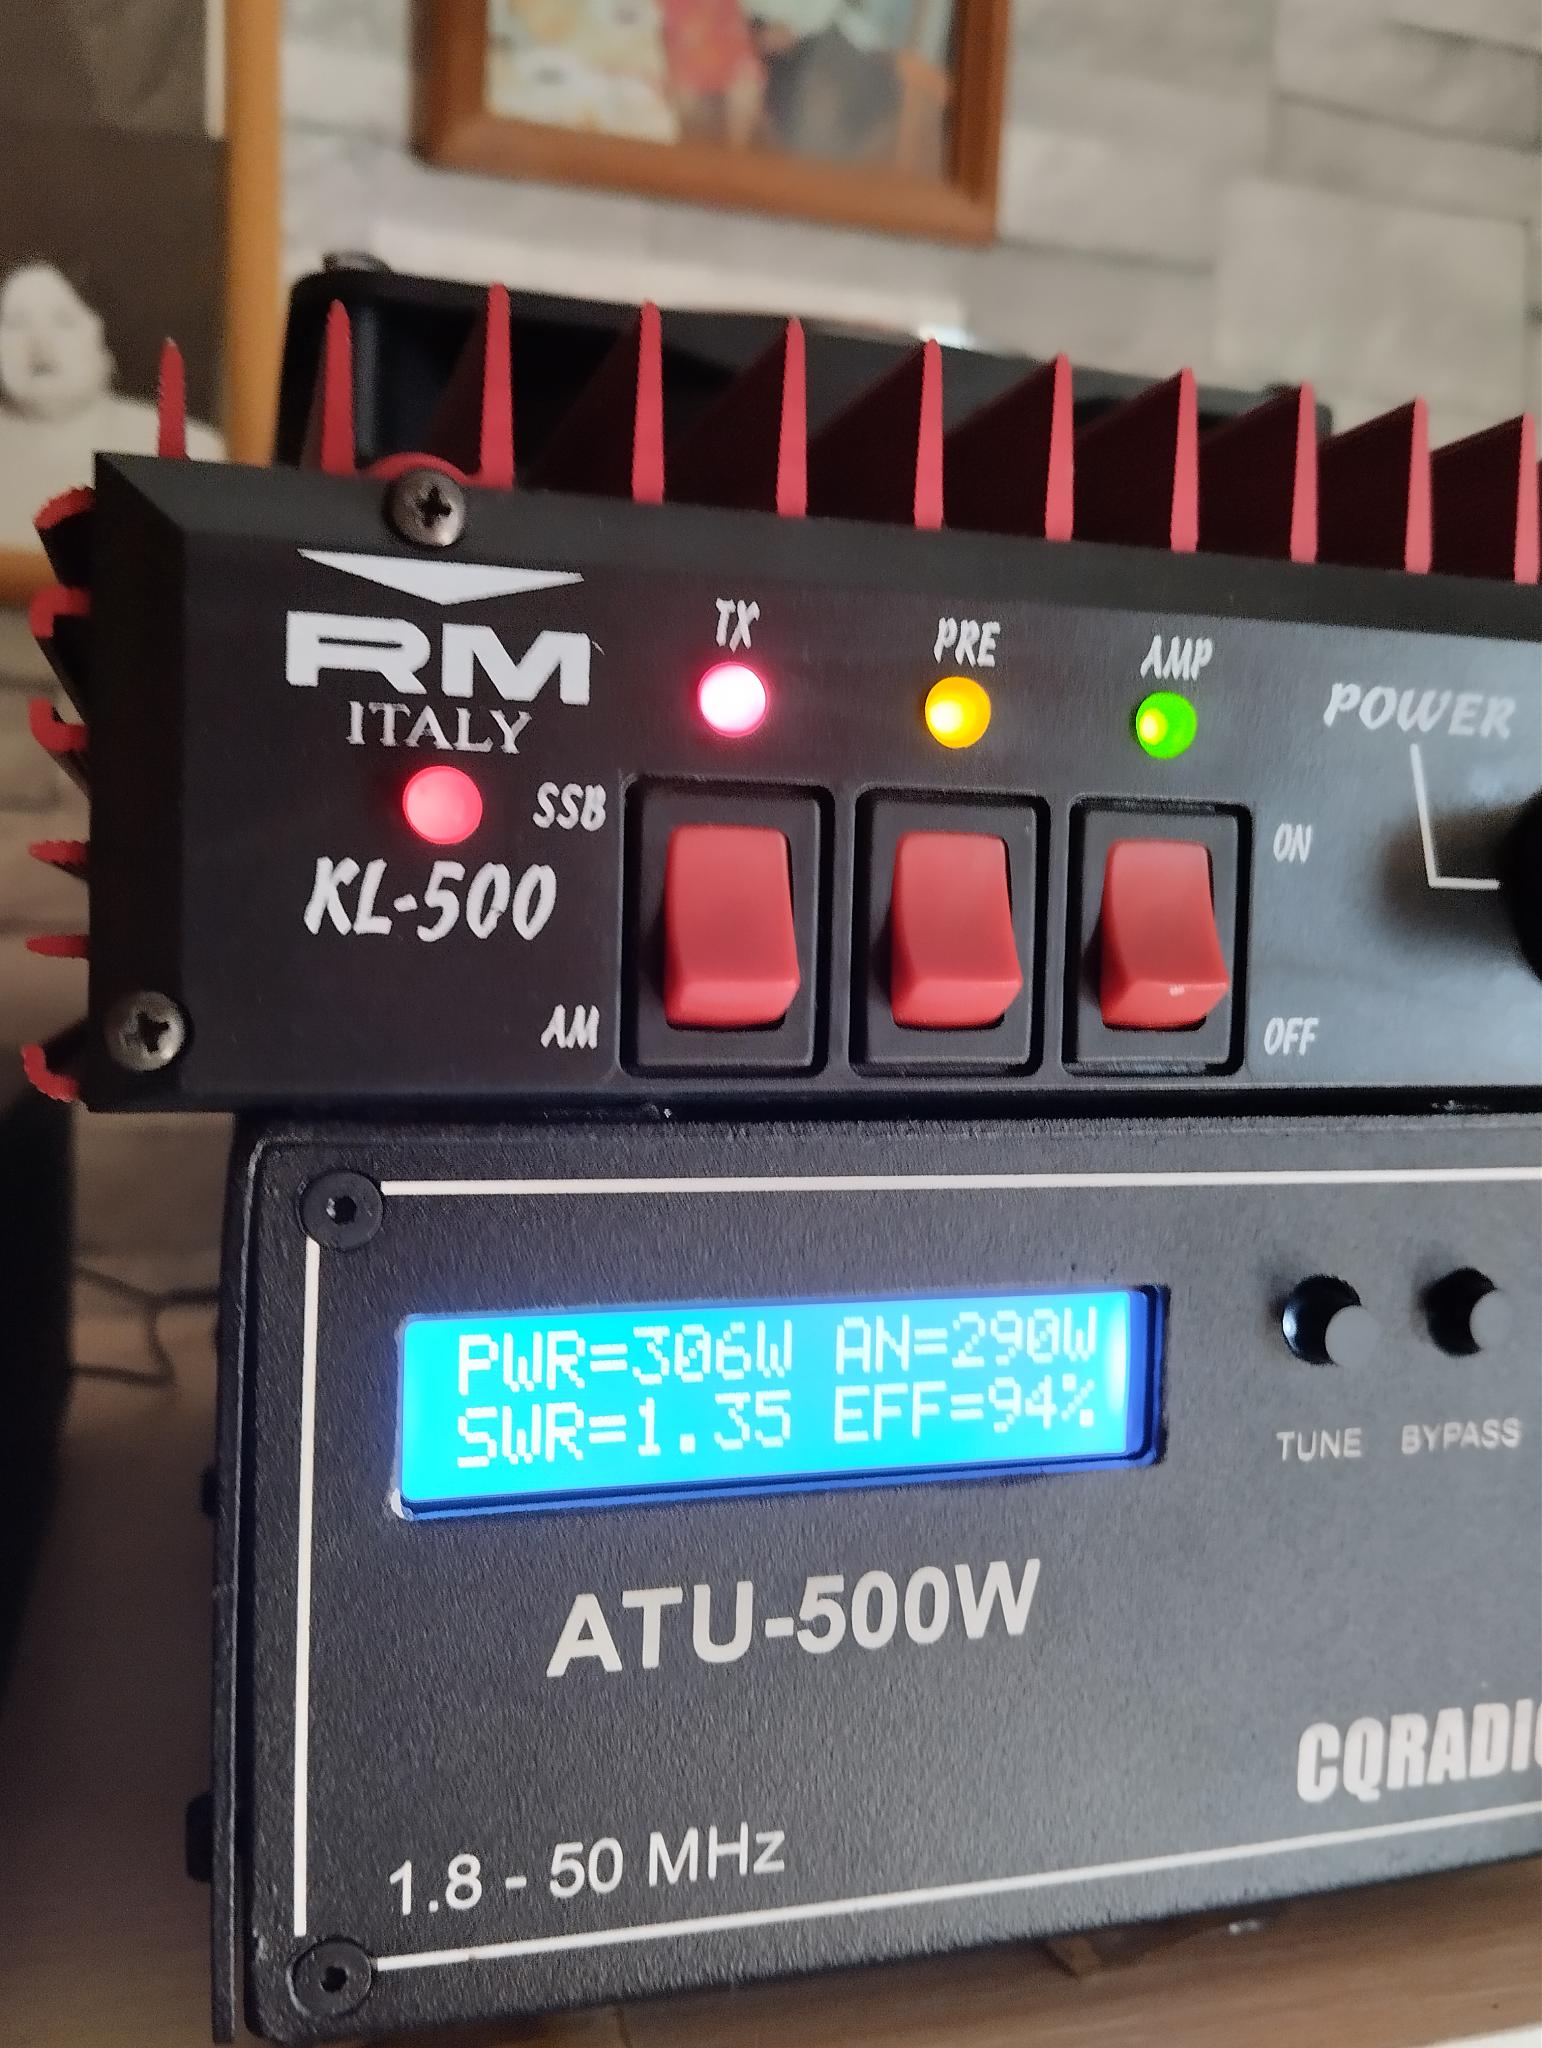 RM
ITALY
KL-500
TX
PRE
AMP
POWER
SSB
AM
ON
OFF
PWR=306W AN=290W
SWR=1.35 EFF=94%
TUNE
BYPASS
ATU-500W
CQRADIO
1.8 - 50 MHz